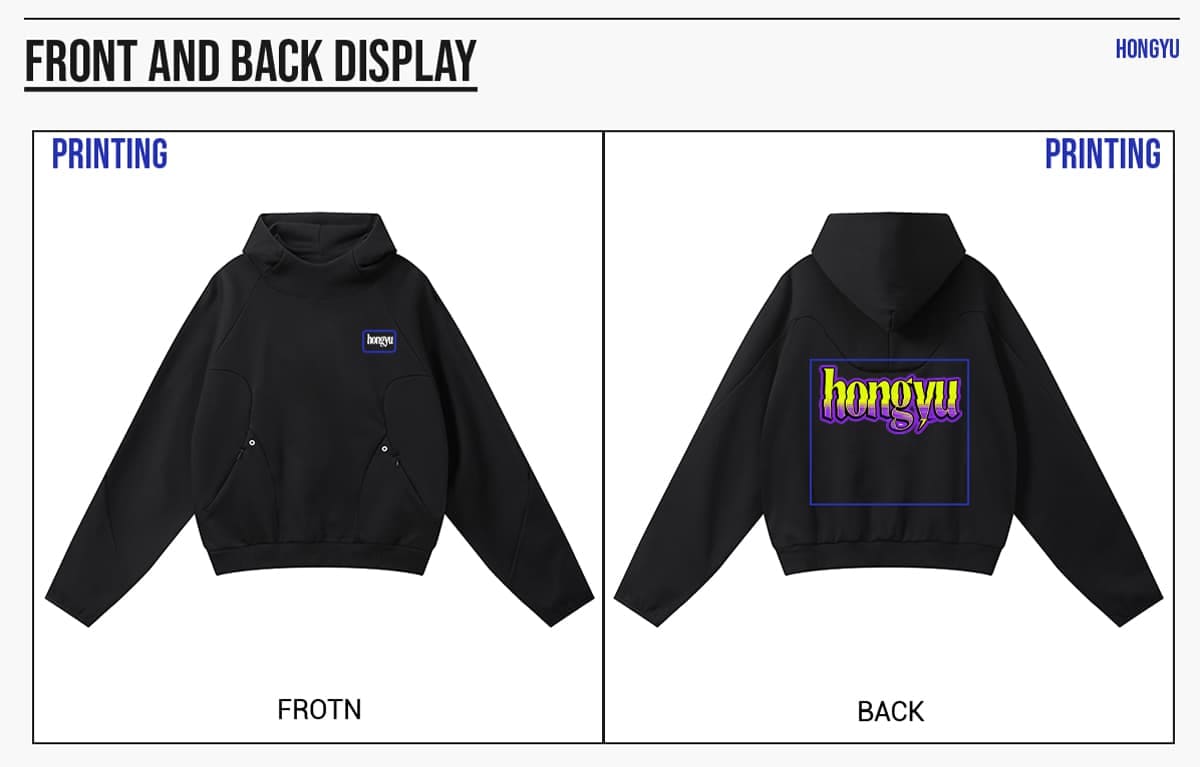 FRONT AND BACK DISPLAY
HONGYU
PRINTING
PRINTING
hongyu
hongyu
FROTN
BACK